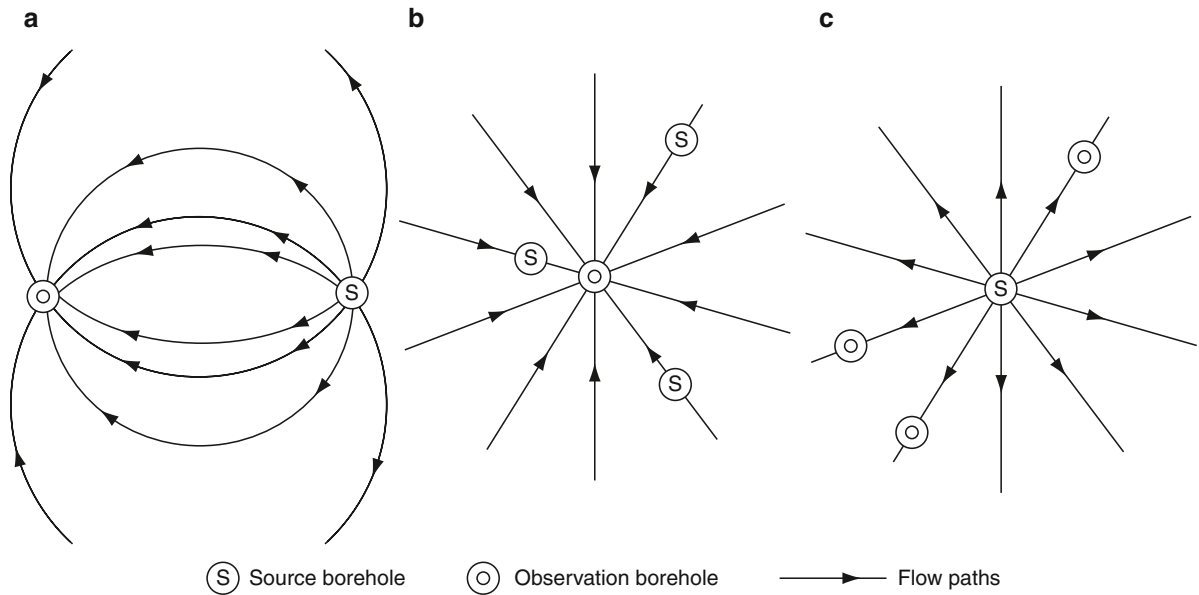 a
b
c
S
S
S
S
S
S Source borehole
Observation borehole
Flow paths